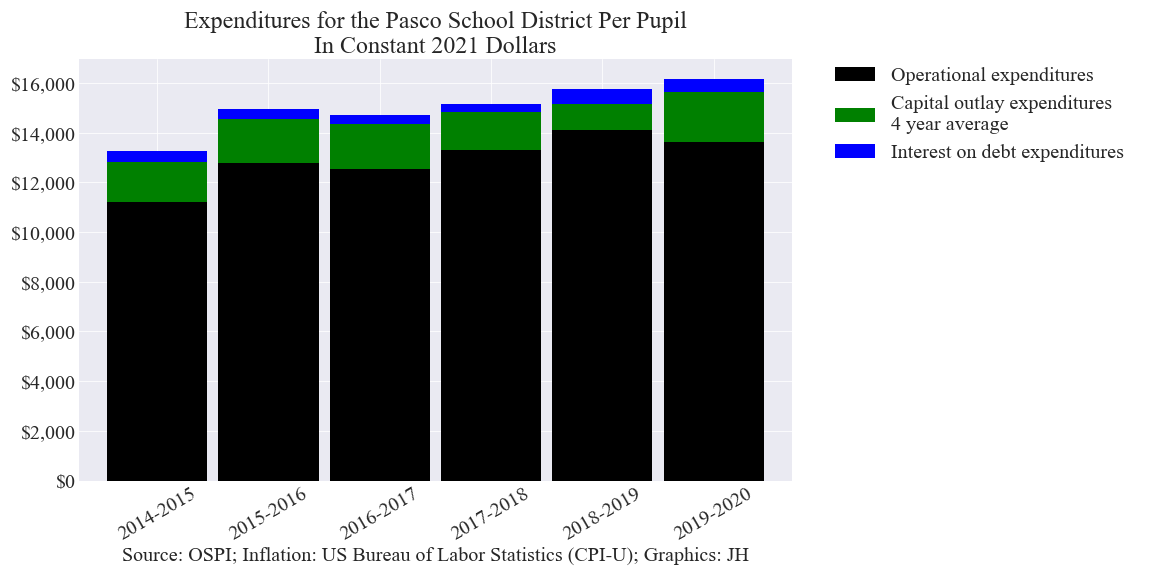 Expenditures for the Pasco School District Per Pupil
In Constant 2021 Dollars
$16,000
$14,000
$12,000
$10,000
$8,000
$6,000
$4,000
$2,000
$0
2014-2015
2015-2016
2016-2017
2017-2018
2018-2019
2019-2020
Source: OSPI; Inflation: US Bureau of Labor Statistics (CPI-U); Graphics: JH
Operational expenditures
Capital outlay expenditures
4 year average
Interest on debt expenditures